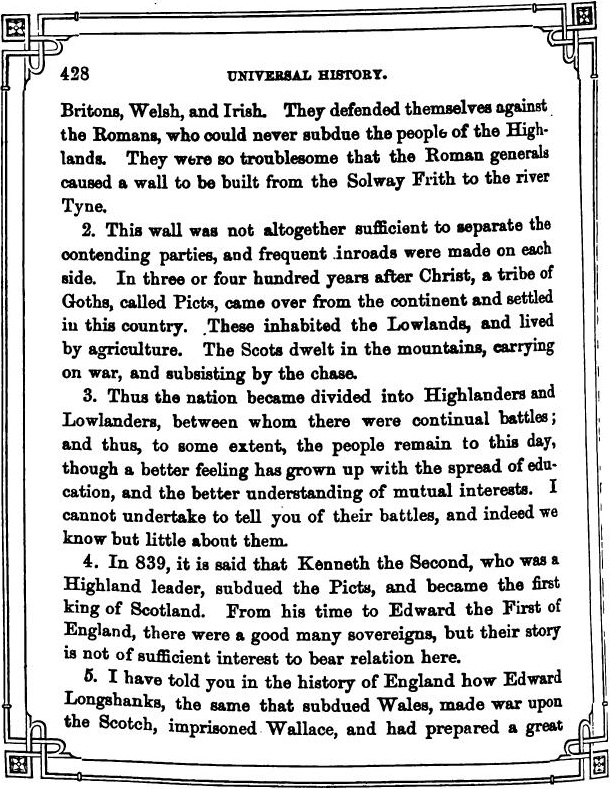 428 UNIVERSAL HISTORY.
Britons, Welsh, and Irish. They defended themselves against
the Romans, who could never subdue the people of the High-
lands. They were so troublesome that the Roman generals
caused a wall to be built from the Solway Frith to the river
Tyne.
2. This wall was not altogether sufficient to separate the
contending parties, and frequent inroads were made on each
side. In three or four hundred years after Christ, a tribe of
Goths, called Picts, came over from the continent and settled
in this country. These inhabited the Lowlands, and lived
by agriculture. The Scots dwelt in the mountains, carrying
on war, and subsisting by the chase.
3. Thus the nation became divided into Highlanders and
Lowlanders, between whom there were continual battles;
and thus, to some extent, the people remain to this day,
though a better feeling has grown up with the spread of edu-
cation, and the better understanding of mutual interests. I
cannot undertake to tell you of their battles, and indeed we
know but little about them.
4. In 839, it is said that Kenneth the Second, who was a
Highland leader, subdued the Picts, and became the first
king of Scotland. From his time to Edward the First of
England, there were a good many sovereigns, but their story
is not of sufficient interest to bear relation here.
5. I have told you in the history of England how Edward
Longshanks, the same that subdued Wales, made war upon
the Scotch, imprisoned Wallace, and had prepared a great